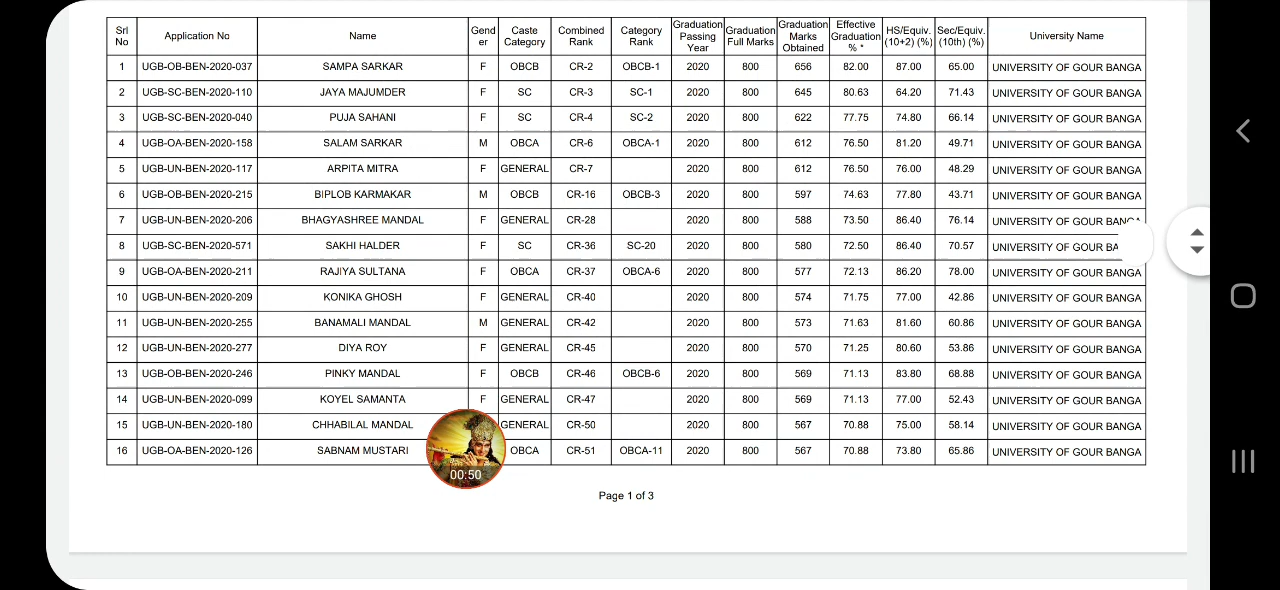 Srl No Application No Name Gend er Caste Category Combined Rank Category Rank Graduation Passing Year Graduation Full Marks Graduation Marks Obtained Effective Graduation % * HS/Equiv. (10+2) (%) Sec/Equiv. (10th) (%) University Name
1 UGB-OB-BEN-2020-037 SAMPA SARKAR F OBCB CR-2 OBCB-1 2020 800 656 82.00 87.00 65.00 UNIVERSITY OF GOUR BANGA
2 UGB-SC-BEN-2020-110 JAYA MAJUMDER F SC CR-3 SC-1 2020 800 645 80.63 64.20 71.43 UNIVERSITY OF GOUR BANGA
3 UGB-SC-BEN-2020-040 PUJA SAHANI F SC CR-4 SC-2 2020 800 622 77.75 74.80 66.14 UNIVERSITY OF GOUR BANGA
4 UGB-OA-BEN-2020-158 SALAM SARKAR M OBCA CR-6 OBCA-1 2020 800 612 76.50 81.20 49.71 UNIVERSITY OF GOUR BANGA
5 UGB-UN-BEN-2020-117 ARPITA MITRA F GENERAL CR-7 2020 800 612 76.50 76.00 48.29 UNIVERSITY OF GOUR BANGA
6 UGB-OB-BEN-2020-215 BIPLOB KARMAKAR M OBCB CR-16 OBCB-3 2020 800 597 74.63 77.80 43.71 UNIVERSITY OF GOUR BANGA
7 UGB-UN-BEN-2020-206 BHAGYASHREE MANDAL F GENERAL CR-28 2020 800 588 73.50 86.40 76.14 UNIVERSITY OF GOUR
8 UGB-SC-BEN-2020-571 SAKHI HALDER F SC CR-36 SC-20 2020 800 580 72.50 86.40 70.57 UNIVERSITY OF GOUR BA
9 UGB-OA-BEN-2020-211 RAJIYA SULTANA F OBCA CR-37 OBCA-6 2020 800 577 72.13 86.20 78.00 UNIVERSITY OF GOUR BANGA
10 UGB-UN-BEN-2020-209 KONIKA GHOSH F GENERAL CR-40 2020 800 574 71.75 77.00 42.86 UNIVERSITY OF GOUR BANGA
11 UGB-UN-BEN-2020-255 BANAMALI MANDAL M GENERAL CR-42 2020 800 573 71.63 81.60 60.86 UNIVERSITY OF GOUR BANGA
12 UGB-UN-BEN-2020-277 DIYA ROY F GENERAL CR-45 2020 800 570 71.25 80.60 53.86 UNIVERSITY OF GOUR BANGA
13 UGB-OB-BEN-2020-246 PINKY MANDAL F OBCB CR-46 OBCB-6 2020 800 569 71.13 83.80 68.88 UNIVERSITY OF GOUR BANGA
14 UGB-UN-BEN-2020-099 KOYEL SAMANTA F GENERAL CR-47 2020 800 569 71.13 77.00 52.43 UNIVERSITY OF GOUR BANGA
15 UGB-UN-BEN-2020-180 CHHABILAL MANDAL GENERAL CR-50 2020 800 567 70.88 75.00 58.14 UNIVERSITY OF GOUR BANGA
16 UGB-OA-BEN-2020-126 SABNAM MUSTARI OBCA CR-51 OBCA-11 2020 800 567 70.88 73.80 65.86 UNIVERSITY OF GOUR BANGA
00:50
Page 1 of 3